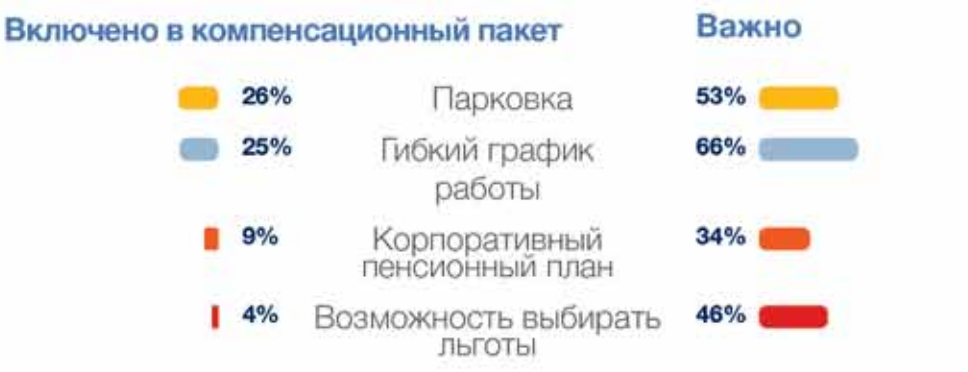 Включено в компенсационный пакет Важно
26% Парковка 53%
25% Гибкий график 66%
работы
9% Корпоративный 34%
пенсионный план
4% Возможность выбирать 46%
льготы